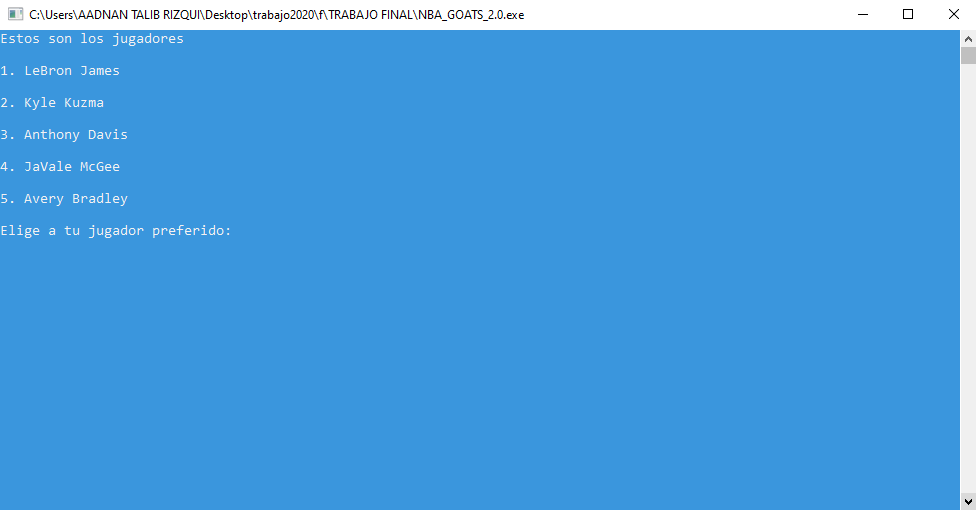 C:\Users\AADNAN TALIB RIZQUI\Desktop\trabajo2020\f\TRABAJO FINAL\NBA_GOATS_2.0.exe
Estos son los jugadores
1. LeBron James
2. Kyle Kuzma
3. Anthony Davis
4. JaVale McGee
5. Avery Bradley
Elige a tu jugador preferido: